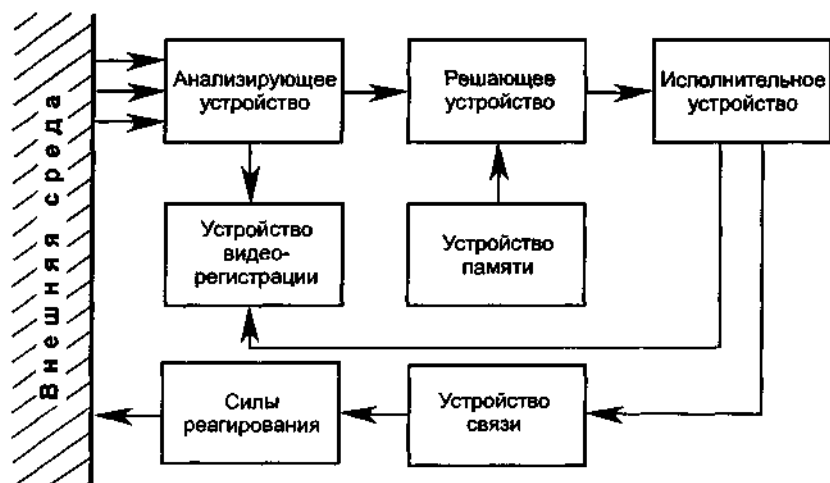 Внешняя среда
Анализирующее
устройство
Решающее
устройство
Исполнительное
устройство
Устройство
видео-
регистрации
Устройство
памяти
Силы
реагирования
Устройство
связи